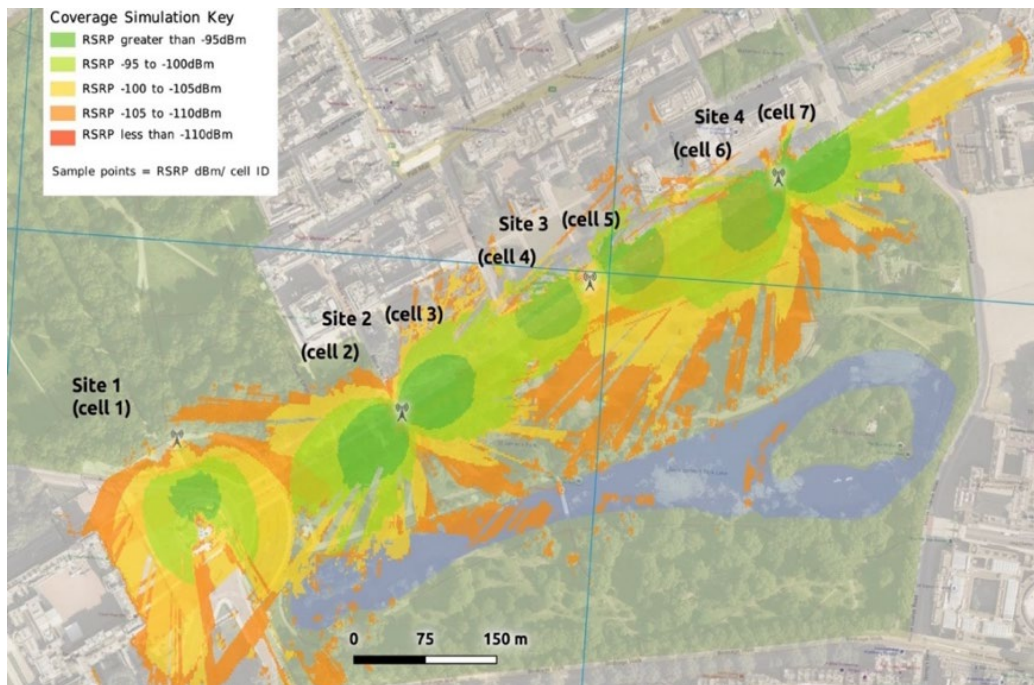 Coverage Simulation Key
RSRP greater than -95dBm
RSRP -95 to -100dBm
RSRP -100 to -105dBm
RSRP -105 to -110dBm
RSRP less than -110dBm
Sample points = RSRP dBm/ cell ID
Site 4 (cell 7)
(cell 6)
Site 3 (cell 5)
(cell 4)
Site 2 (cell 3)
(cell 2)
Site 1
(cell 1)
0 75 150 m